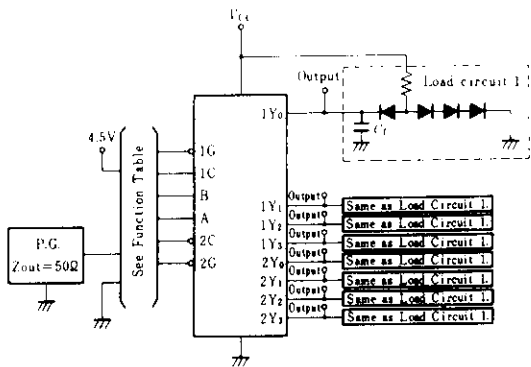 VCC
Output
Load circuit 1
1Y0
CL
4.5V
See Function Table
1G
1C
B
A
2C
2G
P.G.
Zout=50Ω
Output
1Y1 Same as Load Circuit 1.
Output
1Y2 Same as Load Circuit 1.
Output
1Y3 Same as Load Circuit 1.
Output
2Y0 Same as Load Circuit 1.
Output
2Y1 Same as Load Circuit 1.
Output
2Y2 Same as Load Circuit 1.
Output
2Y3 Same as Load Circuit 1.